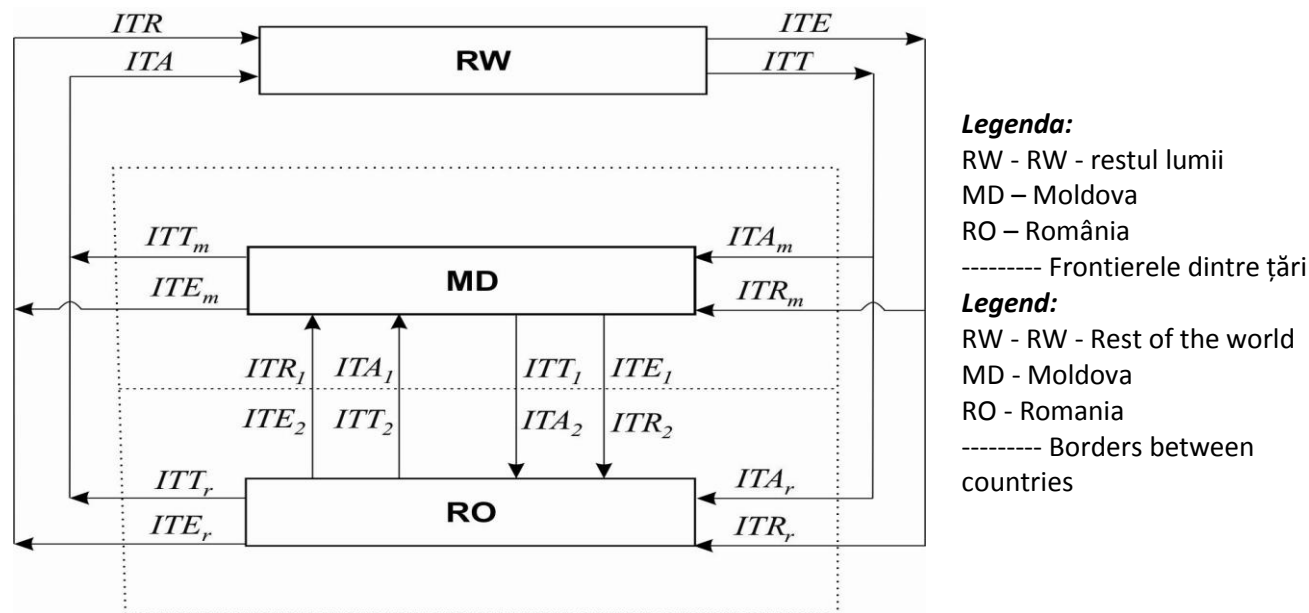 ITR
ITE
RW
ITA
ITT
Legenda:
RW - RW - restul lumii
MD – Moldova
RO – România
--------- Frontierele dintre țări
Legend:
RW - RW - Rest of the world
MD - Moldova
RO - Romania
--------- Borders between
countries
ITTm
ITAm
MD
ITEm
ITRm
ITR1 ITA1 ITT1 ITE1
ITE2 ITT2 ITA2 ITR2
ITTr
ITAr
RO
ITEr
ITRr